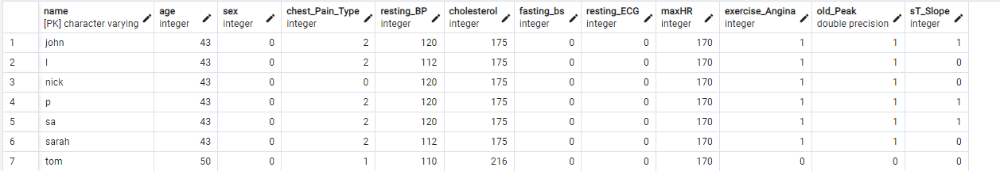 name age sex chest_Pain_Type resting_BP cholesterol fasting_bs resting_ECG maxHR exercise_Angina old_Peak sT_Slope
[PK] character varying integer integer integer integer integer integer integer integer integer double precision integer
1 john 43 0 2 120 175 0 0 170 1 1 1
2 l 43 0 2 112 175 0 0 170 1 1 0
3 nick 43 0 0 120 175 0 0 170 1 1 0
4 p 43 0 2 120 175 0 0 170 1 1 1
5 sa 43 0 2 120 175 0 0 170 1 1 1
6 sarah 43 0 2 112 175 0 0 170 1 1 0
7 tom 50 0 1 110 216 0 0 170 0 0 0